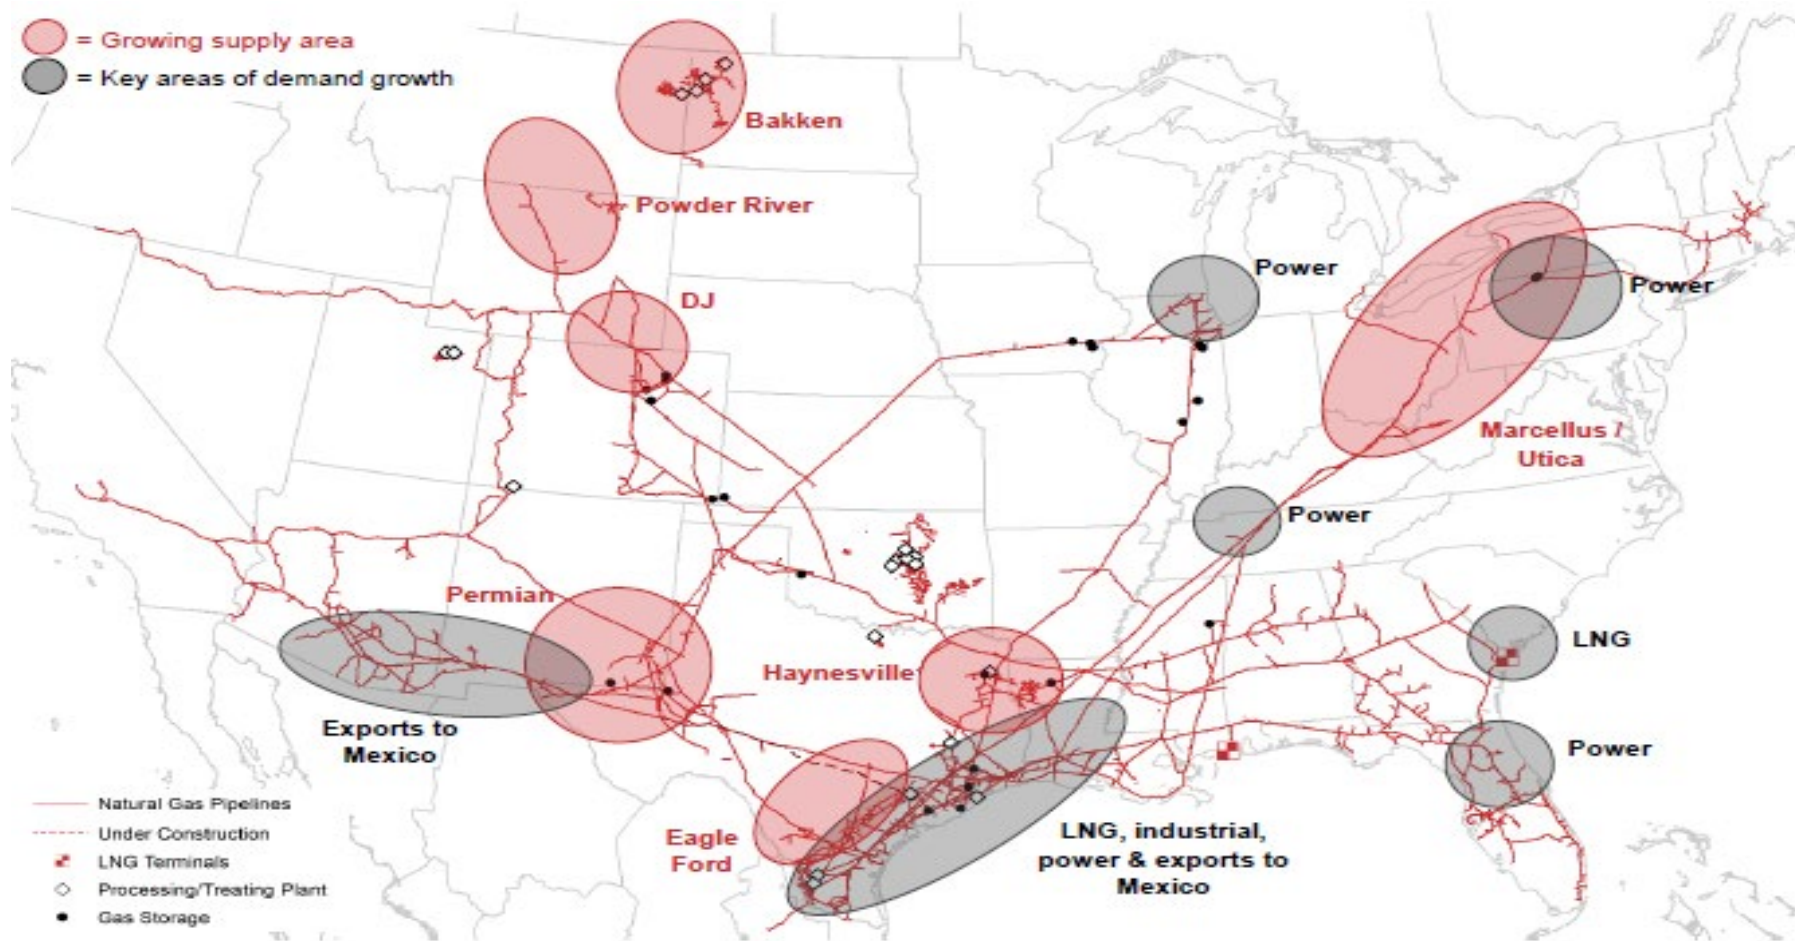 = Growing supply area
= Key areas of demand growth
Bakken
Powder River
DJ
Power
Power
Marcellus /
Utica
Power
Permian
Haynesville
LNG
Exports to
Mexico
Power
Eagle
Ford
LNG, industrial,
power & exports to
Mexico
Natural Gas Pipelines
Under Construction
LNG Terminals
Processing/Treating Plant
Gas Storage